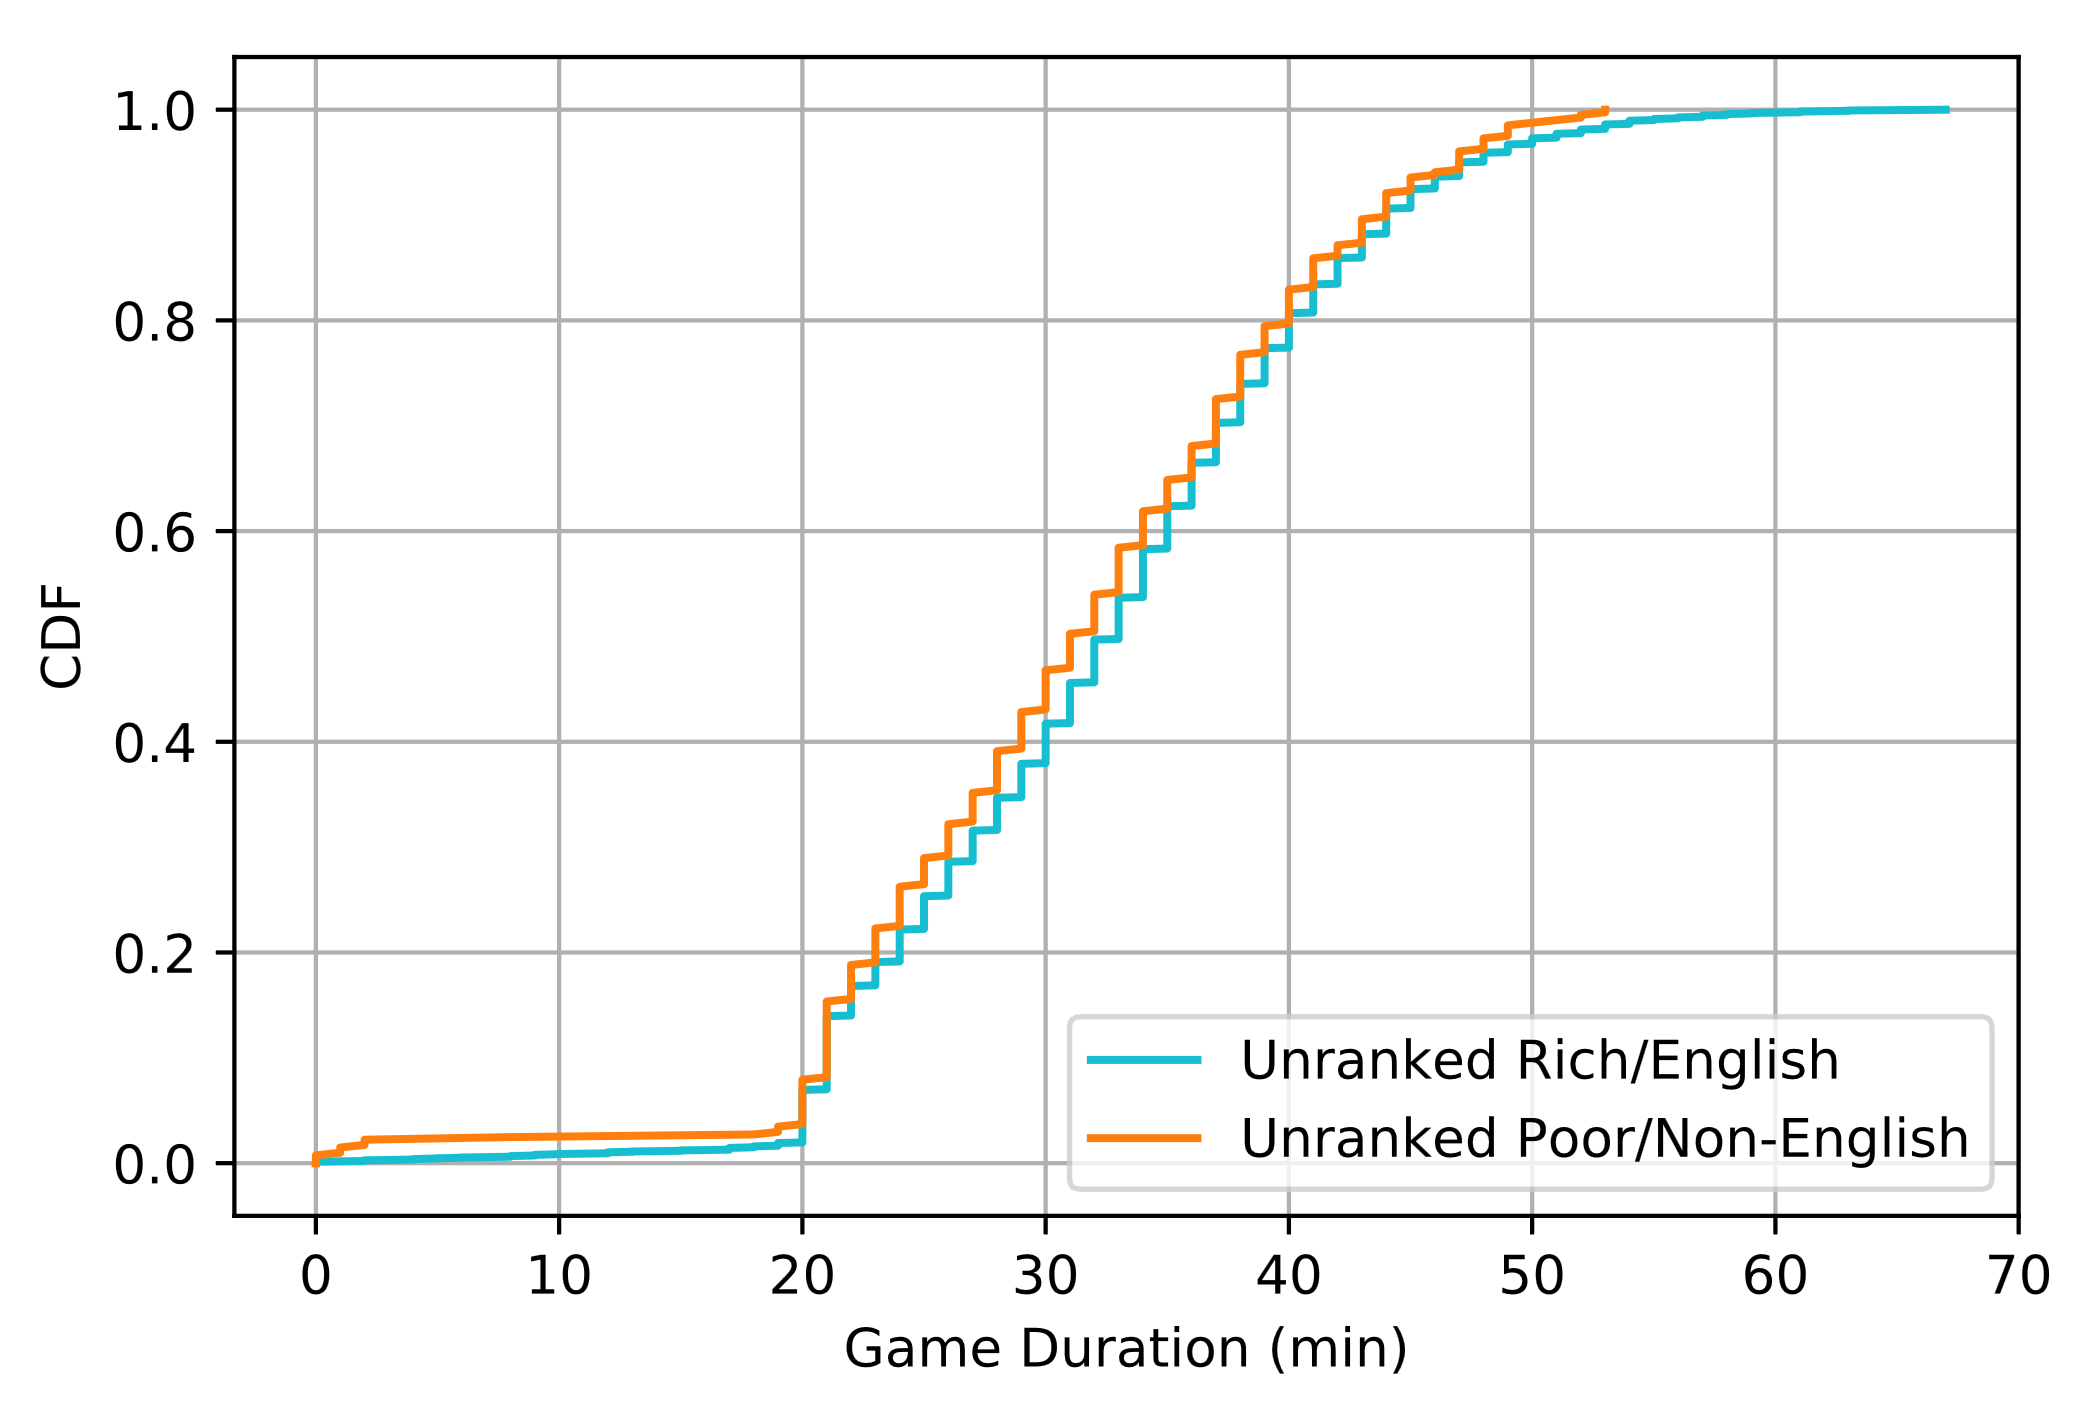 1.0
0.8
0.6
0.4
0.2
0.0
CDF
Unranked Rich/English
Unranked Poor/Non-English
0 10 20 30 40 50 60 70
Game Duration (min)